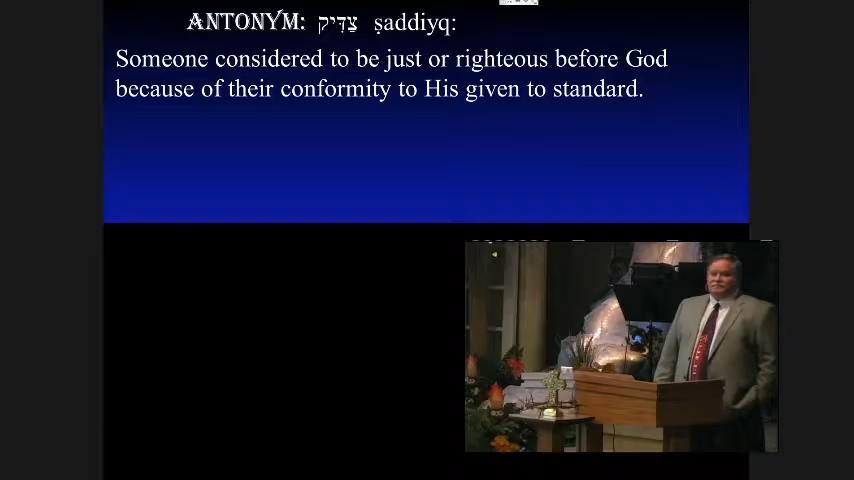 ANTONYM: צַדִּיק ṣaddiyq:
Someone considered to be just or righteous before God
because of their conformity to His given to standard.